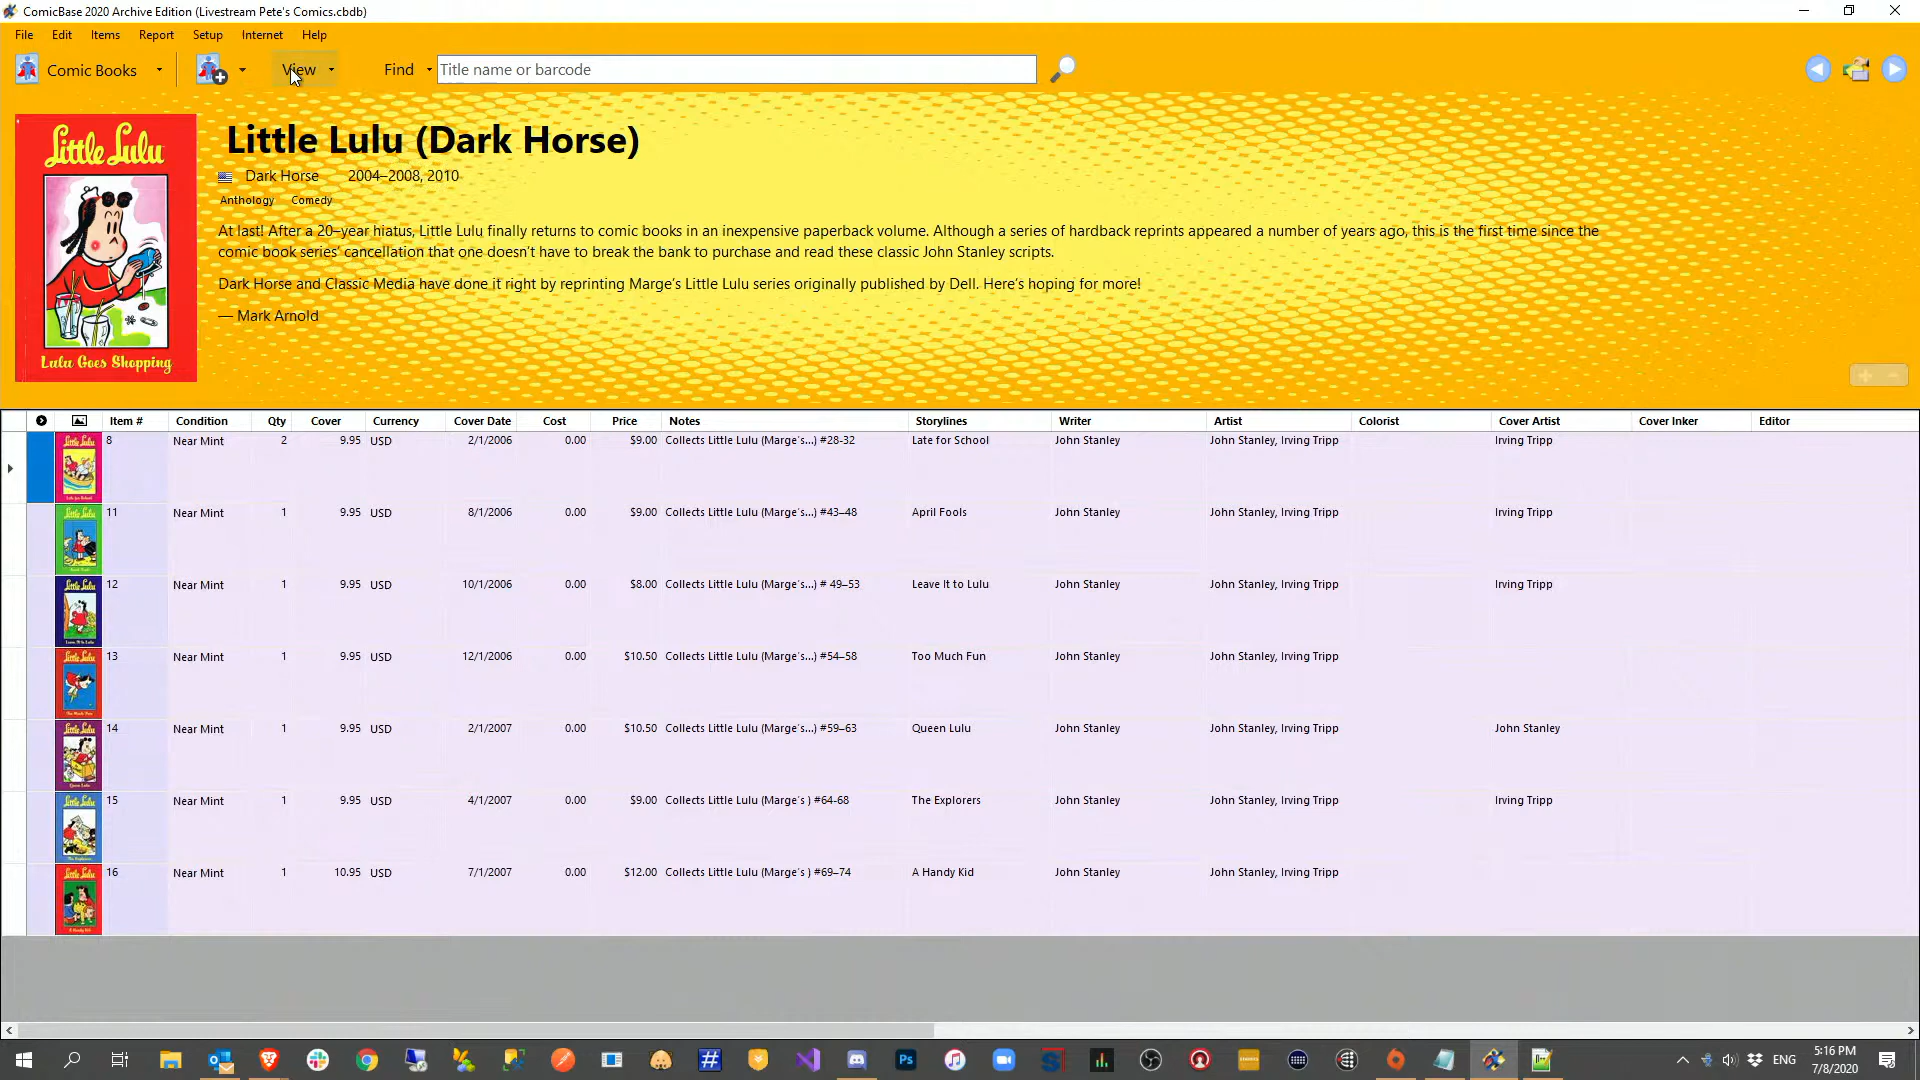 ComicBase 2020 Archive Edition (Livestream Pete's Comics.cbdb)
File Edit Items Report Setup Internet Help
Comic Books View Find Title name or barcode
Little Lulu
Lulu Goes Shopping
Little Lulu (Dark Horse)
Dark Horse 2004–2008, 2010
Anthology Comedy
At last! After a 20–year hiatus, Little Lulu finally returns to comic books in an inexpensive paperback volume. Although a series of hardback reprints appeared a number of years ago, this is the first time since the
comic book series' cancellation that one doesn't have to break the bank to purchase and read these classic John Stanley scripts.
Dark Horse and Classic Media have done it right by reprinting Marge's Little Lulu series originally published by Dell. Here's hoping for more!
— Mark Arnold
Item # Condition Qty Cover Currency Cover Date Cost Price Notes Storylines Writer Artist Colorist Cover Artist Cover Inker Editor
Little Lulu 8 Near Mint 2 9.95 USD 2/1/2006 0.00 $9.00 Collects Little Lulu (Marge's...) #28-32 Late for School John Stanley John Stanley, Irving Tripp Irving Tripp
Little Lulu 11 Near Mint 1 9.95 USD 8/1/2006 0.00 $9.00 Collects Little Lulu (Marge's...) #43–48 April Fools John Stanley John Stanley, Irving Tripp Irving Tripp
Little Lulu 12 Near Mint 1 9.95 USD 10/1/2006 0.00 $8.00 Collects Little Lulu (Marge's...) # 49–53 Leave It to Lulu John Stanley John Stanley, Irving Tripp Irving Tripp
Little Lulu 13 Near Mint 1 9.95 USD 12/1/2006 0.00 $10.50 Collects Little Lulu (Marge's...) #54–58 Too Much Fun John Stanley John Stanley, Irving Tripp
Little Lulu 14 Near Mint 1 9.95 USD 2/1/2007 0.00 $10.50 Collects Little Lulu (Marge's...) #59–63 Queen Lulu John Stanley John Stanley, Irving Tripp John Stanley
Little Lulu 15 Near Mint 1 9.95 USD 4/1/2007 0.00 $9.00 Collects Little Lulu (Marge's ) #64-68 The Explorers John Stanley John Stanley, Irving Tripp Irving Tripp
Little Lulu 16 Near Mint 1 10.95 USD 7/1/2007 0.00 $12.00 Collects Little Lulu (Marge's ) #69–74 A Handy Kid John Stanley John Stanley, Irving Tripp
Ps ENG 5:16 PM
7/8/2020